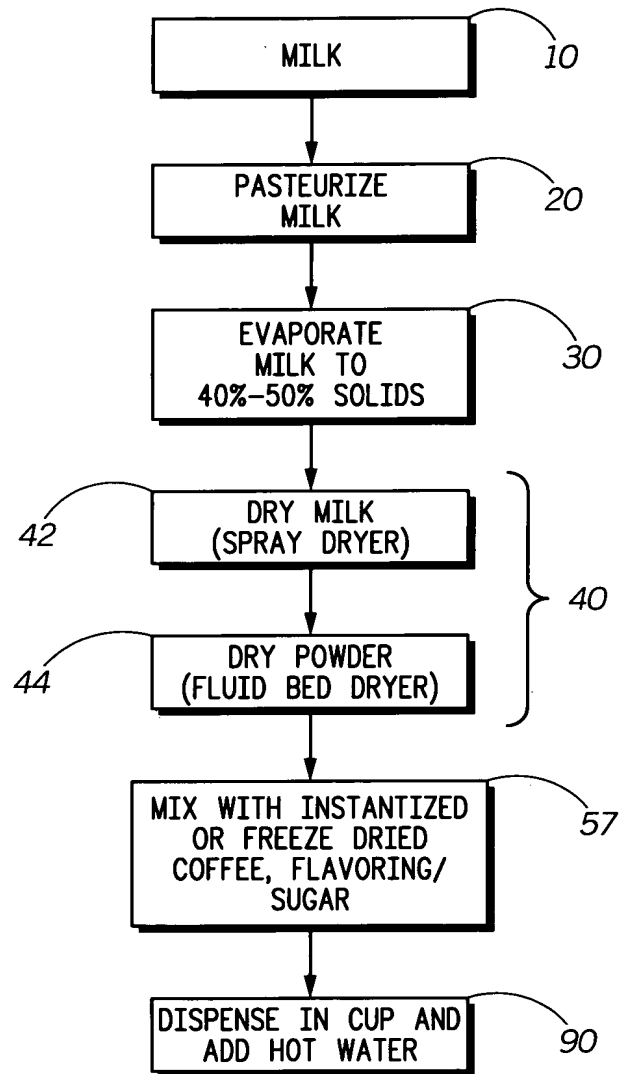 MILK
10
PASTEURIZE
MILK
20
EVAPORATE
MILK TO
40%-50% SOLIDS
30
DRY MILK
(SPRAY DRYER)
42
40
DRY POWDER
(FLUID BED DRYER)
44
MIX WITH INSTANTIZED
OR FREEZE DRIED
COFFEE, FLAVORING/
SUGAR
57
DISPENSE IN CUP AND
ADD HOT WATER
90